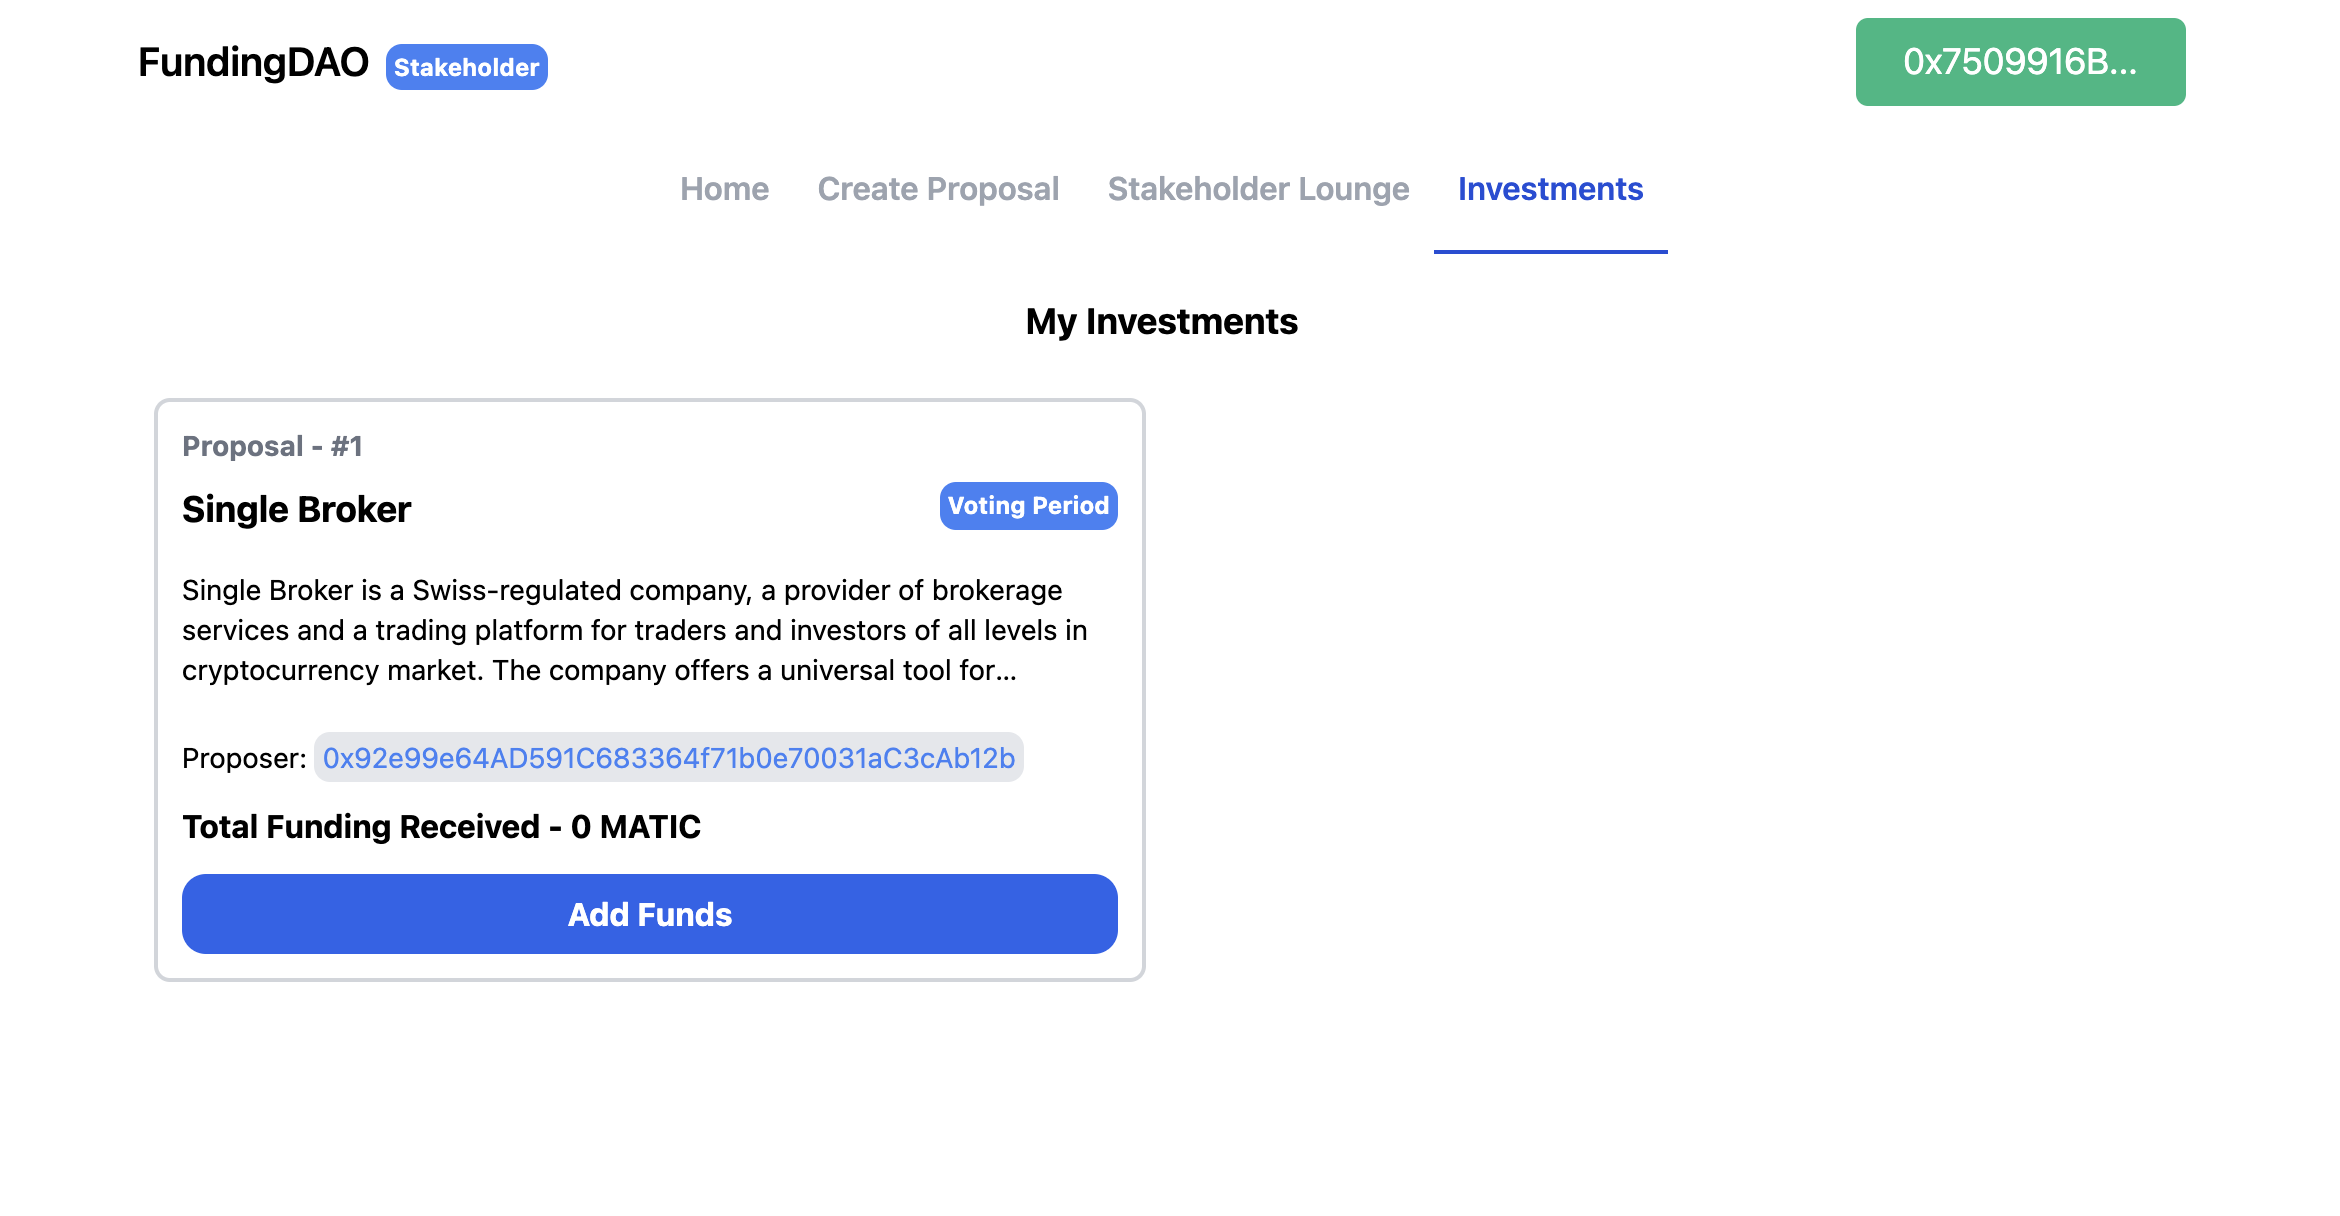 FundingDAO Stakeholder 0x7509916B...
Home Create Proposal Stakeholder Lounge Investments
My Investments
Proposal - #1
Single Broker Voting Period
Single Broker is a Swiss-regulated company, a provider of brokerage
services and a trading platform for traders and investors of all levels in
cryptocurrency market. The company offers a universal tool for...
Proposer: 0x92e99e64AD591C683364f71b0e70031aC3cAb12b
Total Funding Received - 0 MATIC
Add Funds